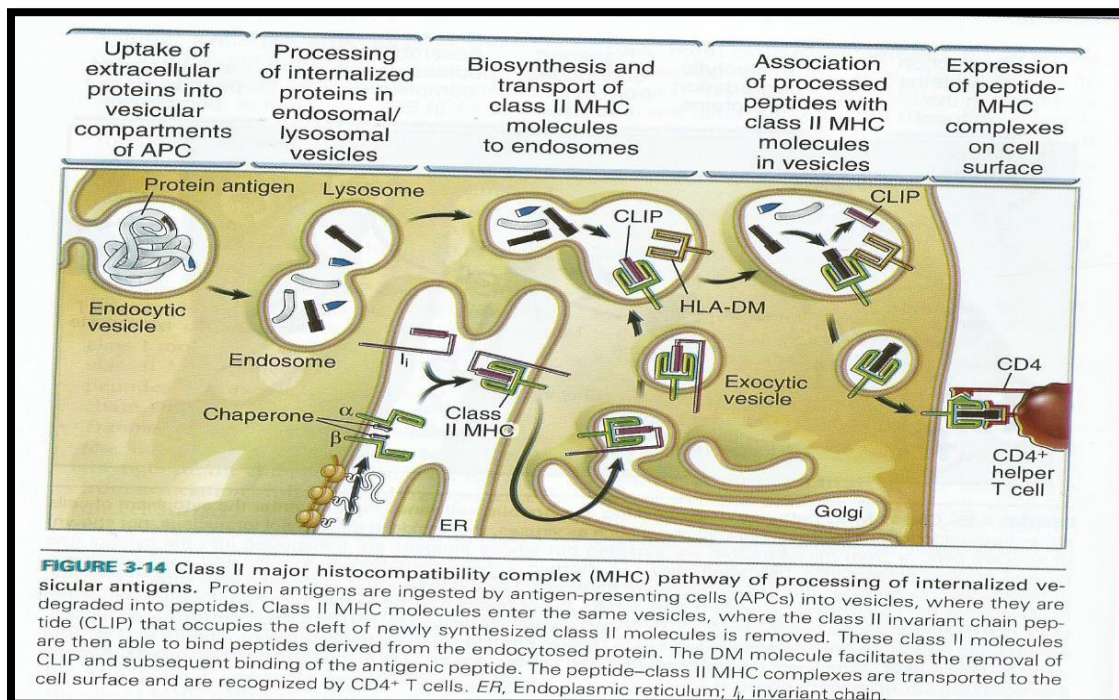 Uptake of
extracellular
proteins into
vesicular
compartments
of APC
Processing
of internalized
proteins in
endosomal/
lysosomal
vesicles
Biosynthesis and
transport of
class II MHC
molecules
to endosomes
Association
of processed
peptides with
class II MHC
molecules
in vesicles
Expression
of peptide-
MHC
complexes
on cell
surface
Protein antigen
Lysosome
CLIP
CLIP
HLA-DM
Endocytic
vesicle
Endosome
Ii
Exocytic
vesicle
CD4
Chaperone
α
β
Class
II MHC
CD4+
helper
T cell
ER
Golgi
FIGURE 3-14 Class II major histocompatibility complex (MHC) pathway of processing of internalized ve-
sicular antigens. Protein antigens are ingested by antigen-presenting cells (APCs) into vesicles, where they are
degraded into peptides. Class II MHC molecules enter the same vesicles, where the class II invariant chain pep-
tide (CLIP) that occupies the cleft of newly synthesized class II molecules is removed. These class II molecules
are then able to bind peptides derived from the endocytosed protein. The DM molecule facilitates the removal of
CLIP and subsequent binding of the antigenic peptide. The peptide–class II MHC complexes are transported to the
cell surface and are recognized by CD4+ T cells. ER, Endoplasmic reticulum; Ii, invariant chain.